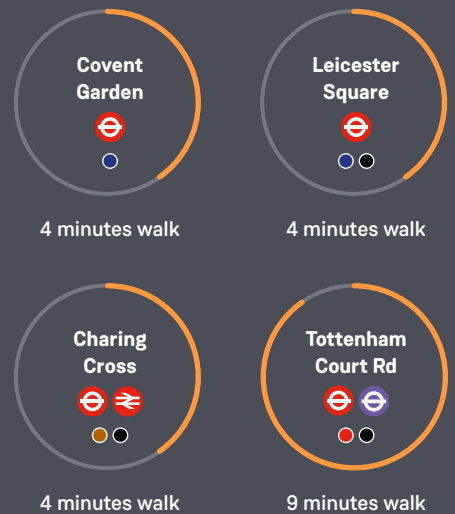 Covent
Garden
4 minutes walk
Leicester
Square
4 minutes walk
Charing
Cross
4 minutes walk
Tottenham
Court Rd
9 minutes walk